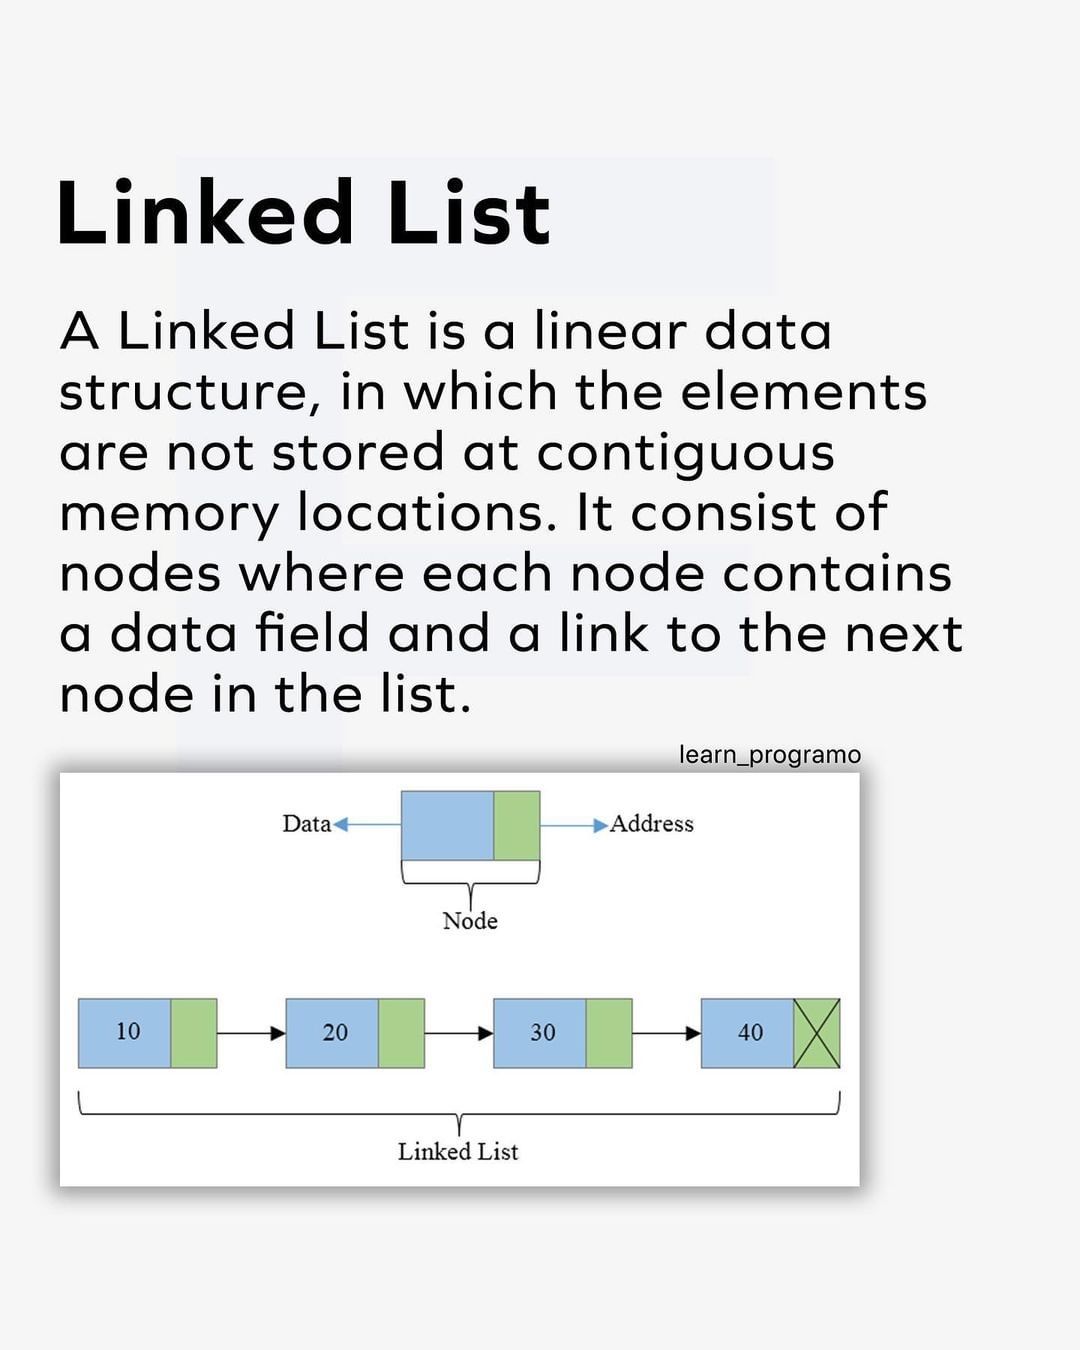 Linked List
A Linked List is a linear data
structure, in which the elements
are not stored at contiguous
memory locations. It consist of
nodes where each node contains
a data field and a link to the next
node in the list.
learn_programo
Data
Address
Node
10
20
30
40
Linked List